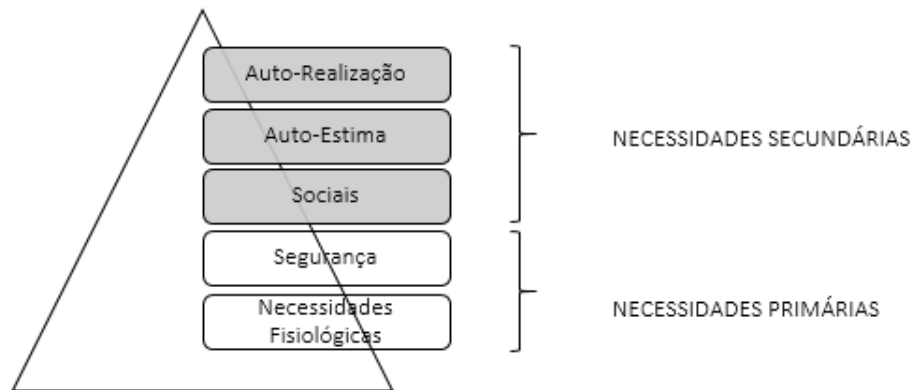 Auto-Realização
Auto-Estima
Sociais
NECESSIDADES SECUNDÁRIAS
Segurança
Necessidades
Fisiológicas
NECESSIDADES PRIMÁRIAS